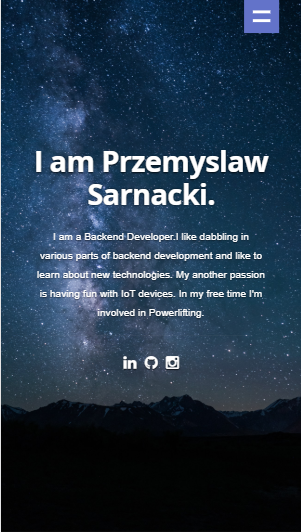 I am Przemyslaw
Sarnacki.
I am a Backend Developer.I like dabbling in
various parts of backend development and like to
learn about new technologies. My another passion
is having fun with IoT devices. In my free time I'm
involved in Powerlifting.